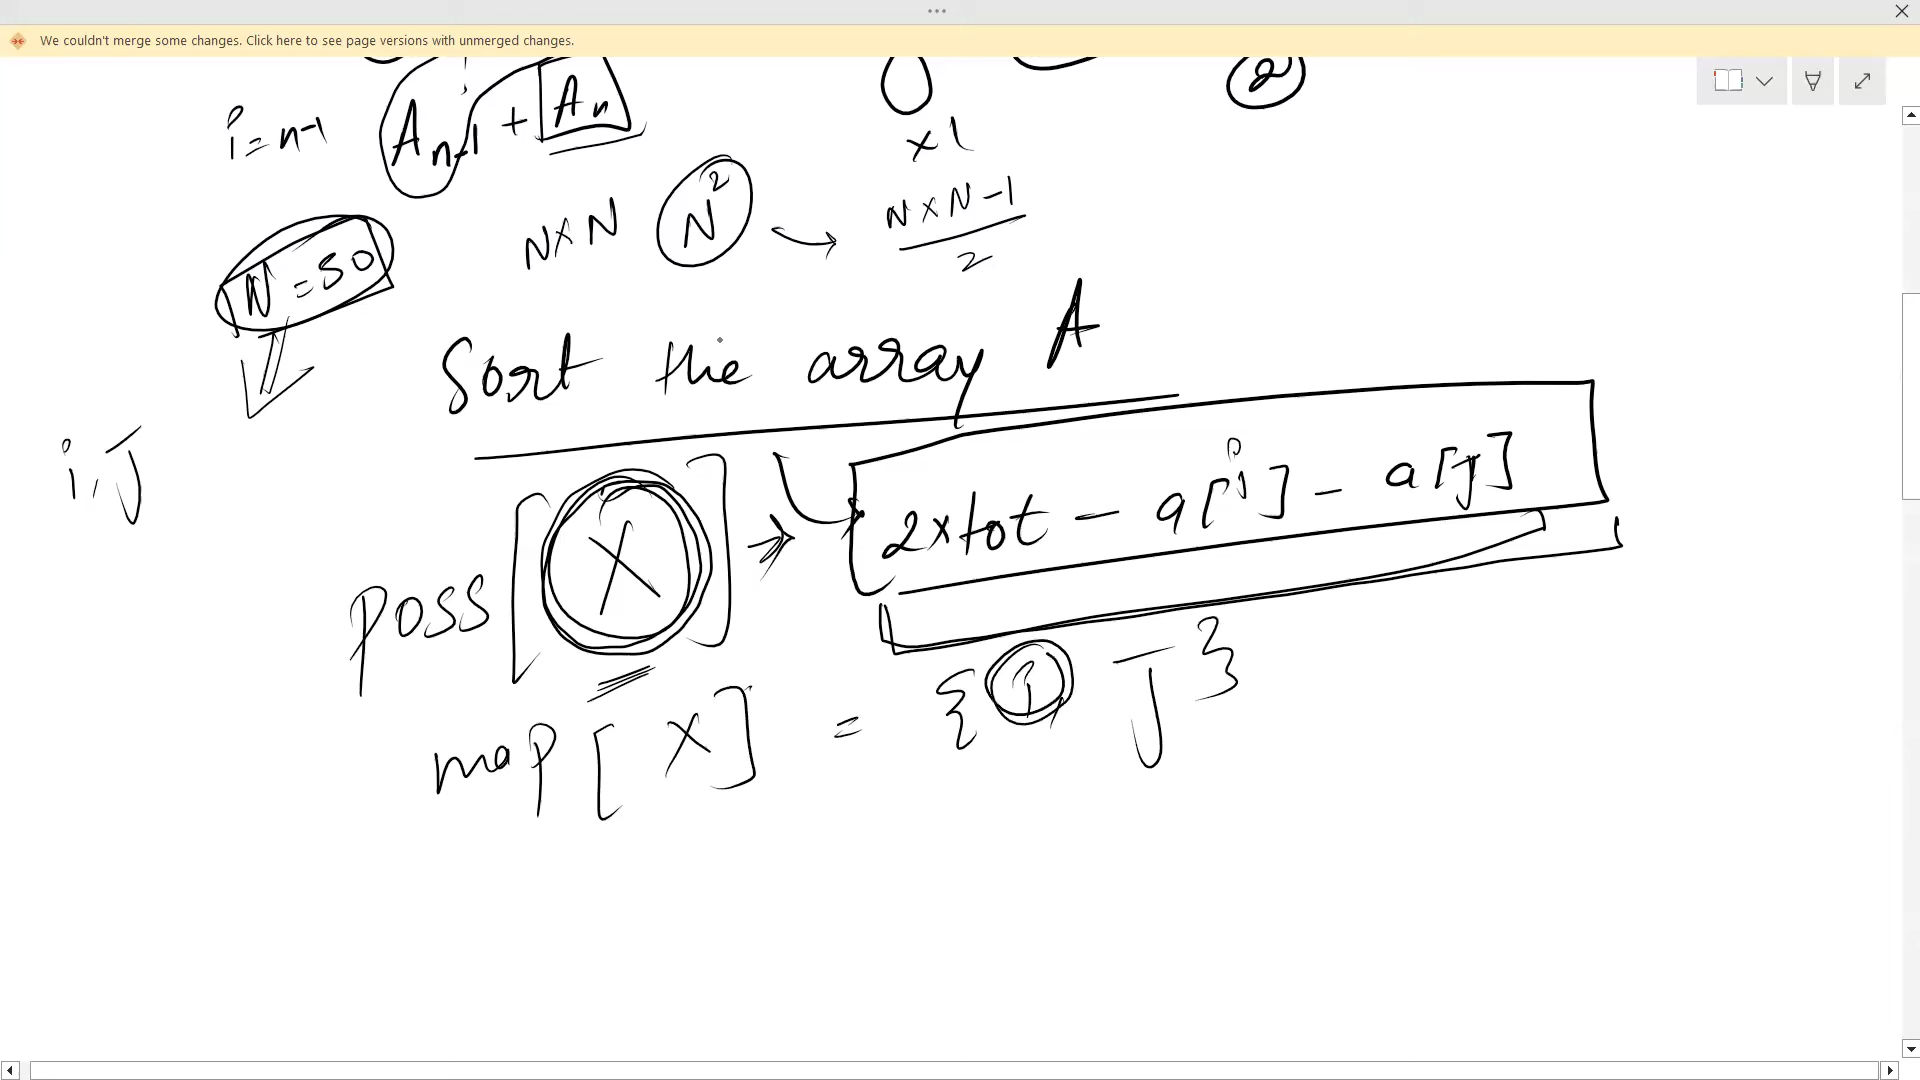 We couldn't merge some changes. Click here to see page versions with unmerged changes.
i=n-1 An-1 + An
2
x1
N×N N² → N×N-1
2
N=50
Sort the array A
i,J
poss[X] → 2xtot - a[i] - a[j]
map[X] = {i, J}